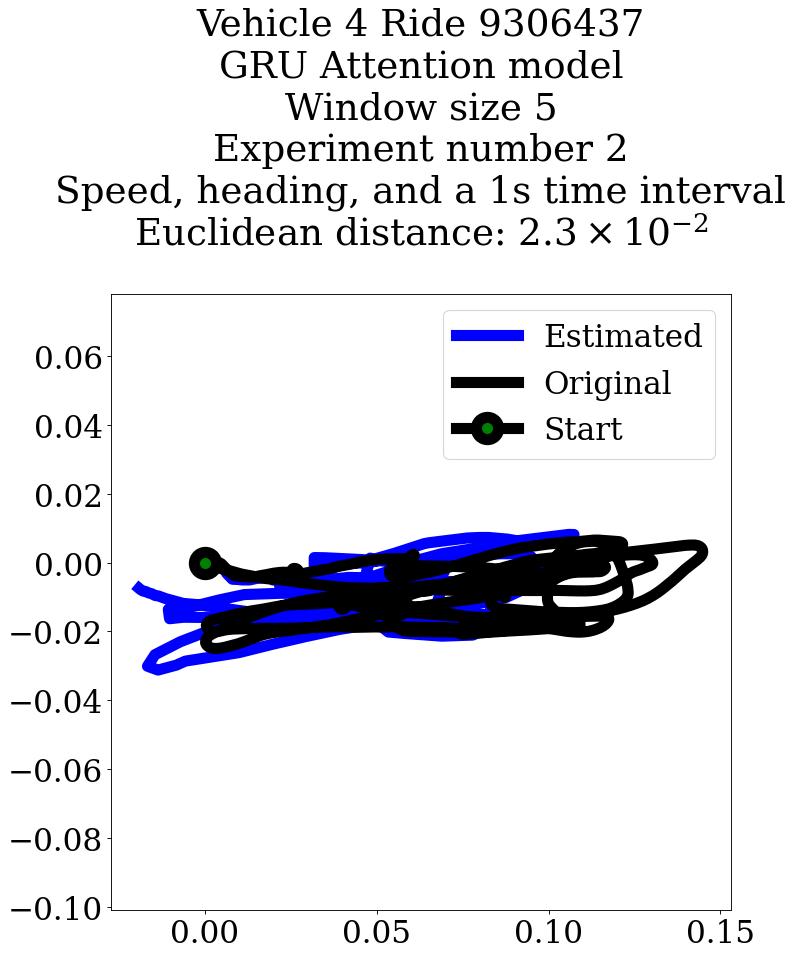 Vehicle 4 Ride 9306437
GRU Attention model
Window size 5
Experiment number 2
Speed, heading, and a 1s time interval
Euclidean distance: 2.3 × 10⁻²
Estimated
Original
Start
0.06
0.04
0.02
0.00
−0.02
−0.04
−0.06
−0.08
−0.10
0.00 0.05 0.10 0.15